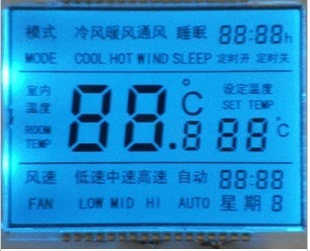 模式 冷风暖风通风 睡眠 88:88h
MODE COOL HOT WIND SLEEP 定时开 定时关
室内温度 88.8°C 设定温度
ROOM TEMP SET TEMP 88°C
风速 低速中速高速 自动 88:88
FAN LOW MID HI AUTO 星期 8